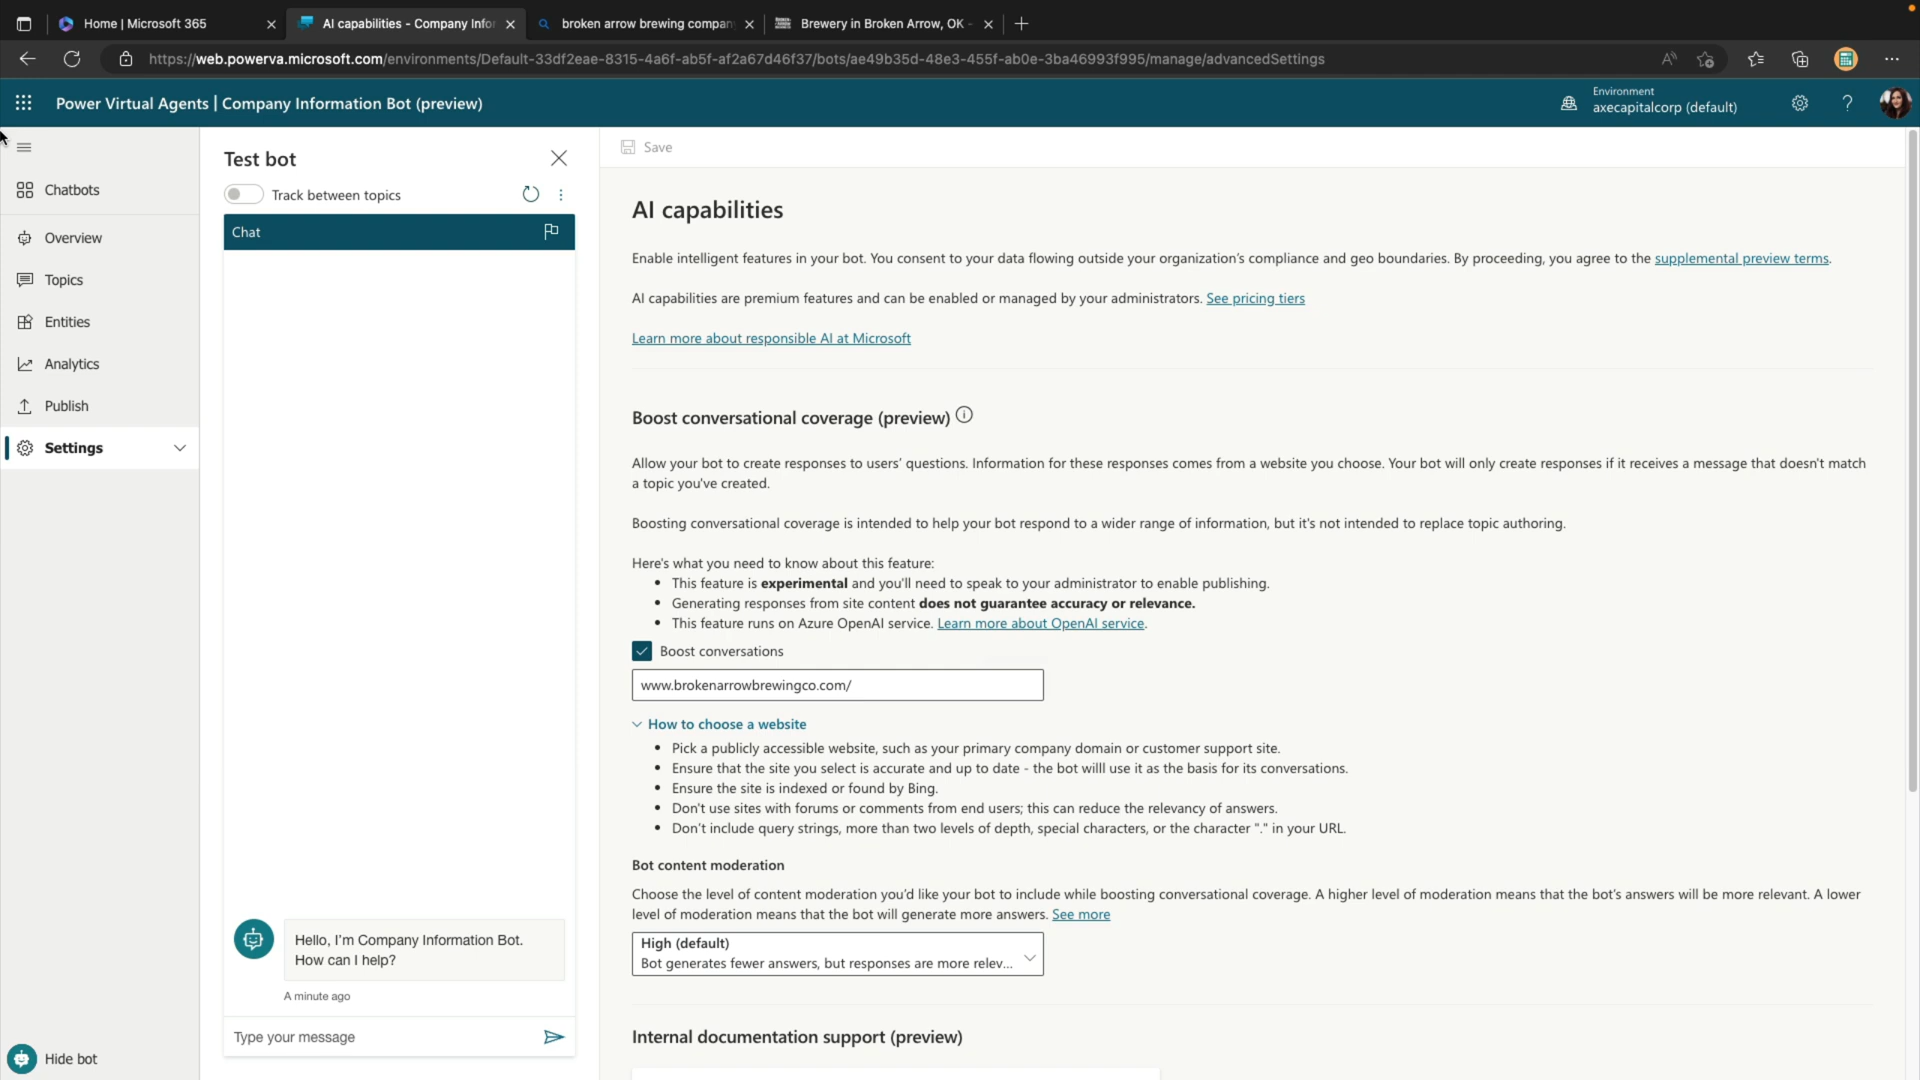 Home | Microsoft 365
AI capabilities - Company Infor
broken arrow brewing company
Brewery in Broken Arrow, OK -
https://web.powerva.microsoft.com/environments/Default-33df2eae-8315-4a6f-ab5f-af2a67d46f37/bots/ae49b35d-48e3-455f-ab0e-3ba46993f995/manage/advancedSettings
Power Virtual Agents | Company Information Bot (preview)
Environment
axecapitalcorp (default)
Chatbots
Overview
Topics
Entities
Analytics
Publish
Settings
Hide bot
Test bot
Track between topics
Chat
Hello, I'm Company Information Bot.
How can I help?
A minute ago
Type your message
Save
AI capabilities
Enable intelligent features in your bot. You consent to your data flowing outside your organization's compliance and geo boundaries. By proceeding, you agree to the supplemental preview terms.
AI capabilities are premium features and can be enabled or managed by your administrators. See pricing tiers
Learn more about responsible AI at Microsoft
Boost conversational coverage (preview)
Allow your bot to create responses to users' questions. Information for these responses comes from a website you choose. Your bot will only create responses if it receives a message that doesn't match
a topic you've created.
Boosting conversational coverage is intended to help your bot respond to a wider range of information, but it's not intended to replace topic authoring.
Here's what you need to know about this feature:
• This feature is experimental and you'll need to speak to your administrator to enable publishing.
• Generating responses from site content does not guarantee accuracy or relevance.
• This feature runs on Azure OpenAI service. Learn more about OpenAI service.
Boost conversations
www.brokenarrowbrewingco.com/
How to choose a website
• Pick a publicly accessible website, such as your primary company domain or customer support site.
• Ensure that the site you select is accurate and up to date - the bot willl use it as the basis for its conversations.
• Ensure the site is indexed or found by Bing.
• Don't use sites with forums or comments from end users; this can reduce the relevancy of answers.
• Don't include query strings, more than two levels of depth, special characters, or the character "." in your URL.
Bot content moderation
Choose the level of content moderation you'd like your bot to include while boosting conversational coverage. A higher level of moderation means that the bot's answers will be more relevant. A lower
level of moderation means that the bot will generate more answers. See more
High (default)
Bot generates fewer answers, but responses are more relev...
Internal documentation support (preview)